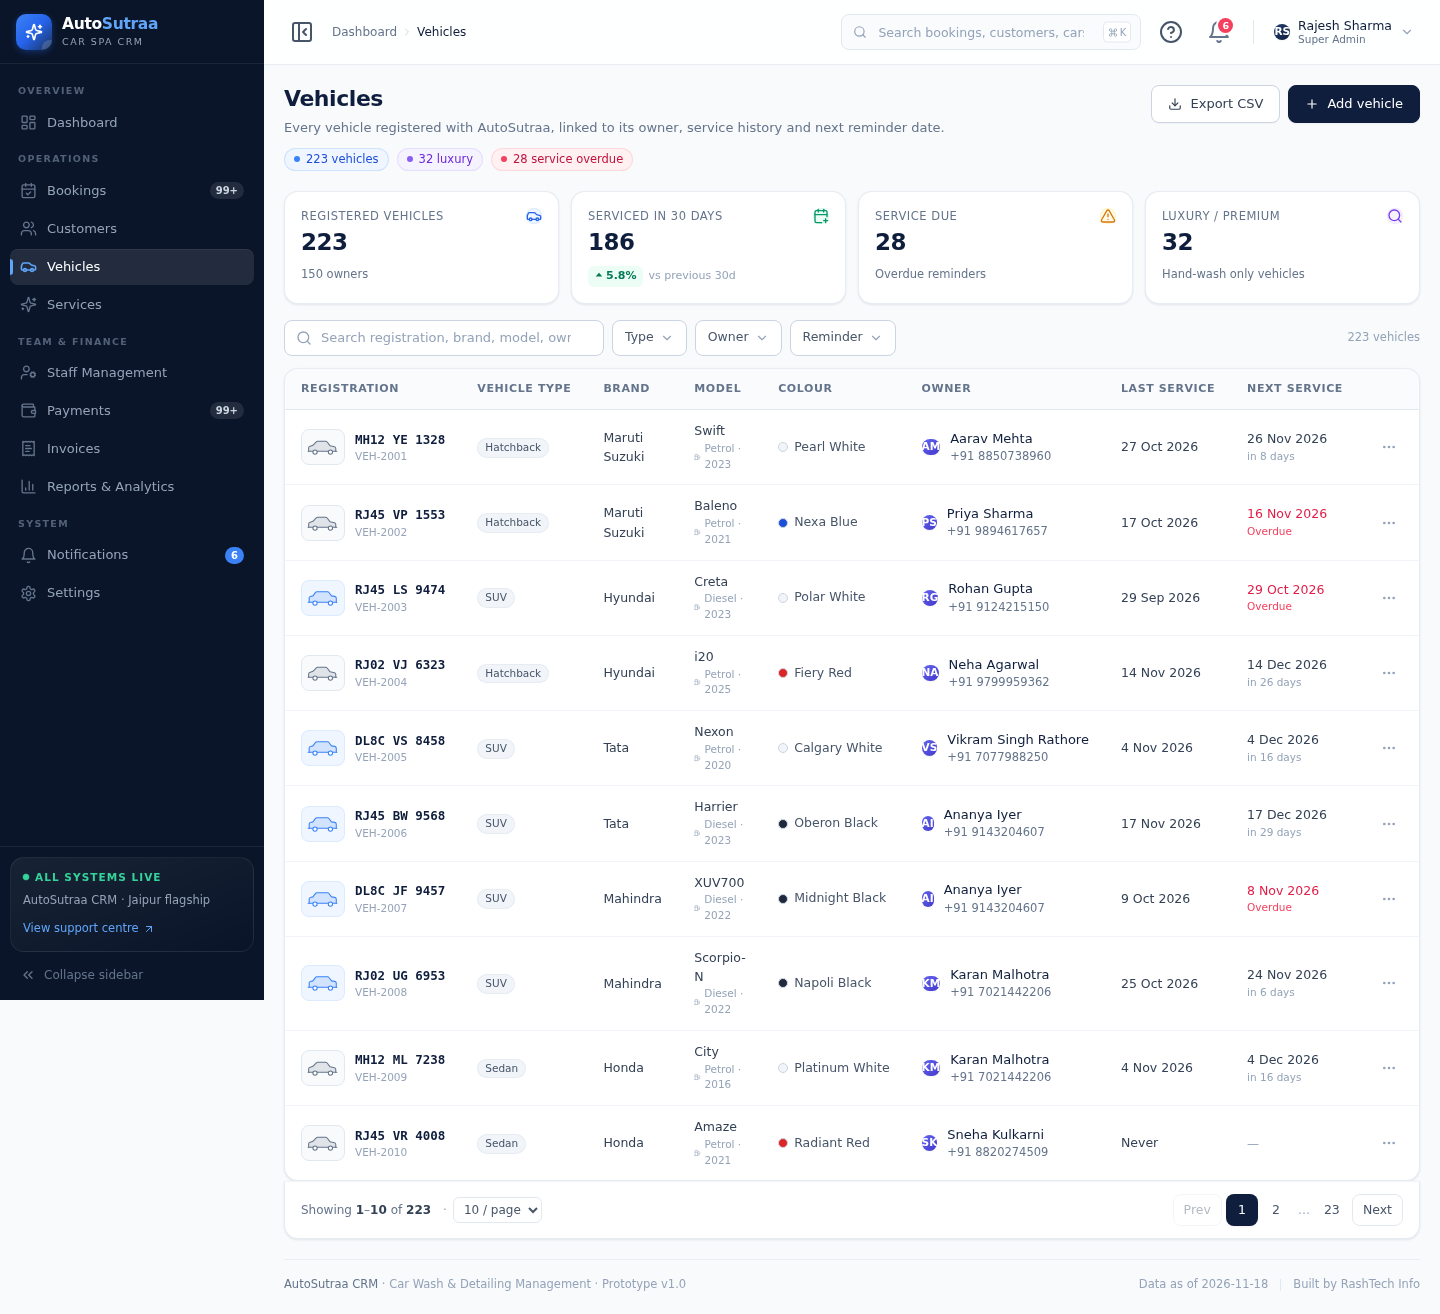 AutoSutraa
CAR SPA CRM
OVERVIEW
Dashboard
OPERATIONS
Bookings 99+
Customers
Vehicles
Services
TEAM & FINANCE
Staff Management
Payments 99+
Invoices
Reports & Analytics
SYSTEM
Notifications 6
Settings
ALL SYSTEMS LIVE
AutoSutraa CRM · Jaipur flagship
View support centre
Collapse sidebar
Dashboard Vehicles
Search bookings, customers, car ⌘K
6
RS Rajesh Sharma
Super Admin
Vehicles
Every vehicle registered with AutoSutraa, linked to its owner, service history and next reminder date.
Export CSV
+ Add vehicle
223 vehicles 32 luxury 28 service overdue
REGISTERED VEHICLES
223
150 owners
SERVICED IN 30 DAYS
186
5.8% vs previous 30d
SERVICE DUE
28
Overdue reminders
LUXURY / PREMIUM
32
Hand-wash only vehicles
Search registration, brand, model, owr
Type Owner Reminder
223 vehicles
REGISTRATION VEHICLE TYPE BRAND MODEL COLOUR OWNER LAST SERVICE NEXT SERVICE
MH12 YE 1328 VEH-2001 Hatchback Maruti Suzuki Swift Petrol · 2023 Pearl White AM Aarav Mehta +91 8850738960 27 Oct 2026 26 Nov 2026 in 8 days ···
RJ45 VP 1553 VEH-2002 Hatchback Maruti Suzuki Baleno Petrol · 2021 Nexa Blue PS Priya Sharma +91 9894617657 17 Oct 2026 16 Nov 2026 Overdue ···
RJ45 LS 9474 VEH-2003 SUV Hyundai Creta Diesel · 2023 Polar White RG Rohan Gupta +91 9124215150 29 Sep 2026 29 Oct 2026 Overdue ···
RJ02 VJ 6323 VEH-2004 Hatchback Hyundai i20 Petrol · 2025 Fiery Red NA Neha Agarwal +91 9799959362 14 Nov 2026 14 Dec 2026 in 26 days ···
DL8C VS 8458 VEH-2005 SUV Tata Nexon Petrol · 2020 Calgary White VS Vikram Singh Rathore +91 7077988250 4 Nov 2026 4 Dec 2026 in 16 days ···
RJ45 BW 9568 VEH-2006 SUV Tata Harrier Diesel · 2023 Oberon Black AI Ananya Iyer +91 9143204607 17 Nov 2026 17 Dec 2026 in 29 days ···
DL8C JF 9457 VEH-2007 SUV Mahindra XUV700 Diesel · 2022 Midnight Black AI Ananya Iyer +91 9143204607 9 Oct 2026 8 Nov 2026 Overdue ···
RJ02 UG 6953 VEH-2008 SUV Mahindra Scorpio-N Diesel · 2022 Napoli Black KM Karan Malhotra +91 7021442206 25 Oct 2026 24 Nov 2026 in 6 days ···
MH12 ML 7238 VEH-2009 Sedan Honda City Petrol · 2016 Platinum White KM Karan Malhotra +91 7021442206 4 Nov 2026 4 Dec 2026 in 16 days ···
RJ45 VR 4008 VEH-2010 Sedan Honda Amaze Petrol · 2021 Radiant Red SK Sneha Kulkarni +91 8820274509 Never — ···
Showing 1–10 of 223 · 10 / page
Prev 1 2 … 23 Next
AutoSutraa CRM · Car Wash & Detailing Management · Prototype v1.0
Data as of 2026-11-18 Built by RashTech Info